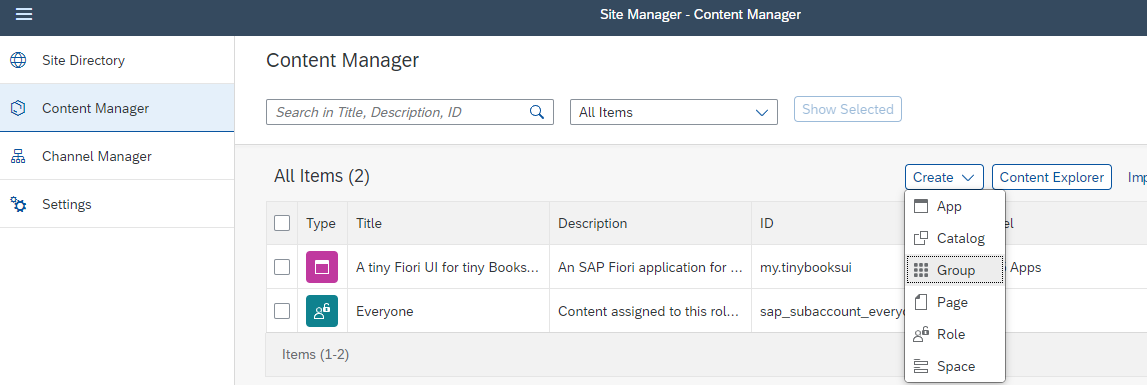 Site Manager - Content Manager
Site Directory
Content Manager
Channel Manager
Settings
Content Manager
Search in Title, Description, ID
All Items
Show Selected
All Items (2)
Create
Content Explorer
App
Catalog
Group
Page
Role
Space
Type Title Description ID
A tiny Fiori UI for tiny Books... An SAP Fiori application for ... my.tinybooksui Apps
Everyone Content assigned to this rol... sap_subaccount_everyo
Items (1-2)